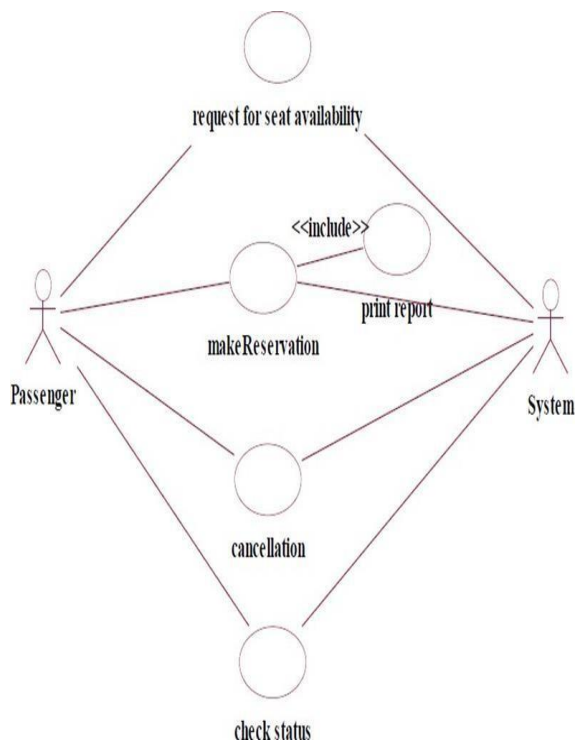 request for seat availability
<<include>>
print report
makeReservation
Passenger
System
cancellation
check status